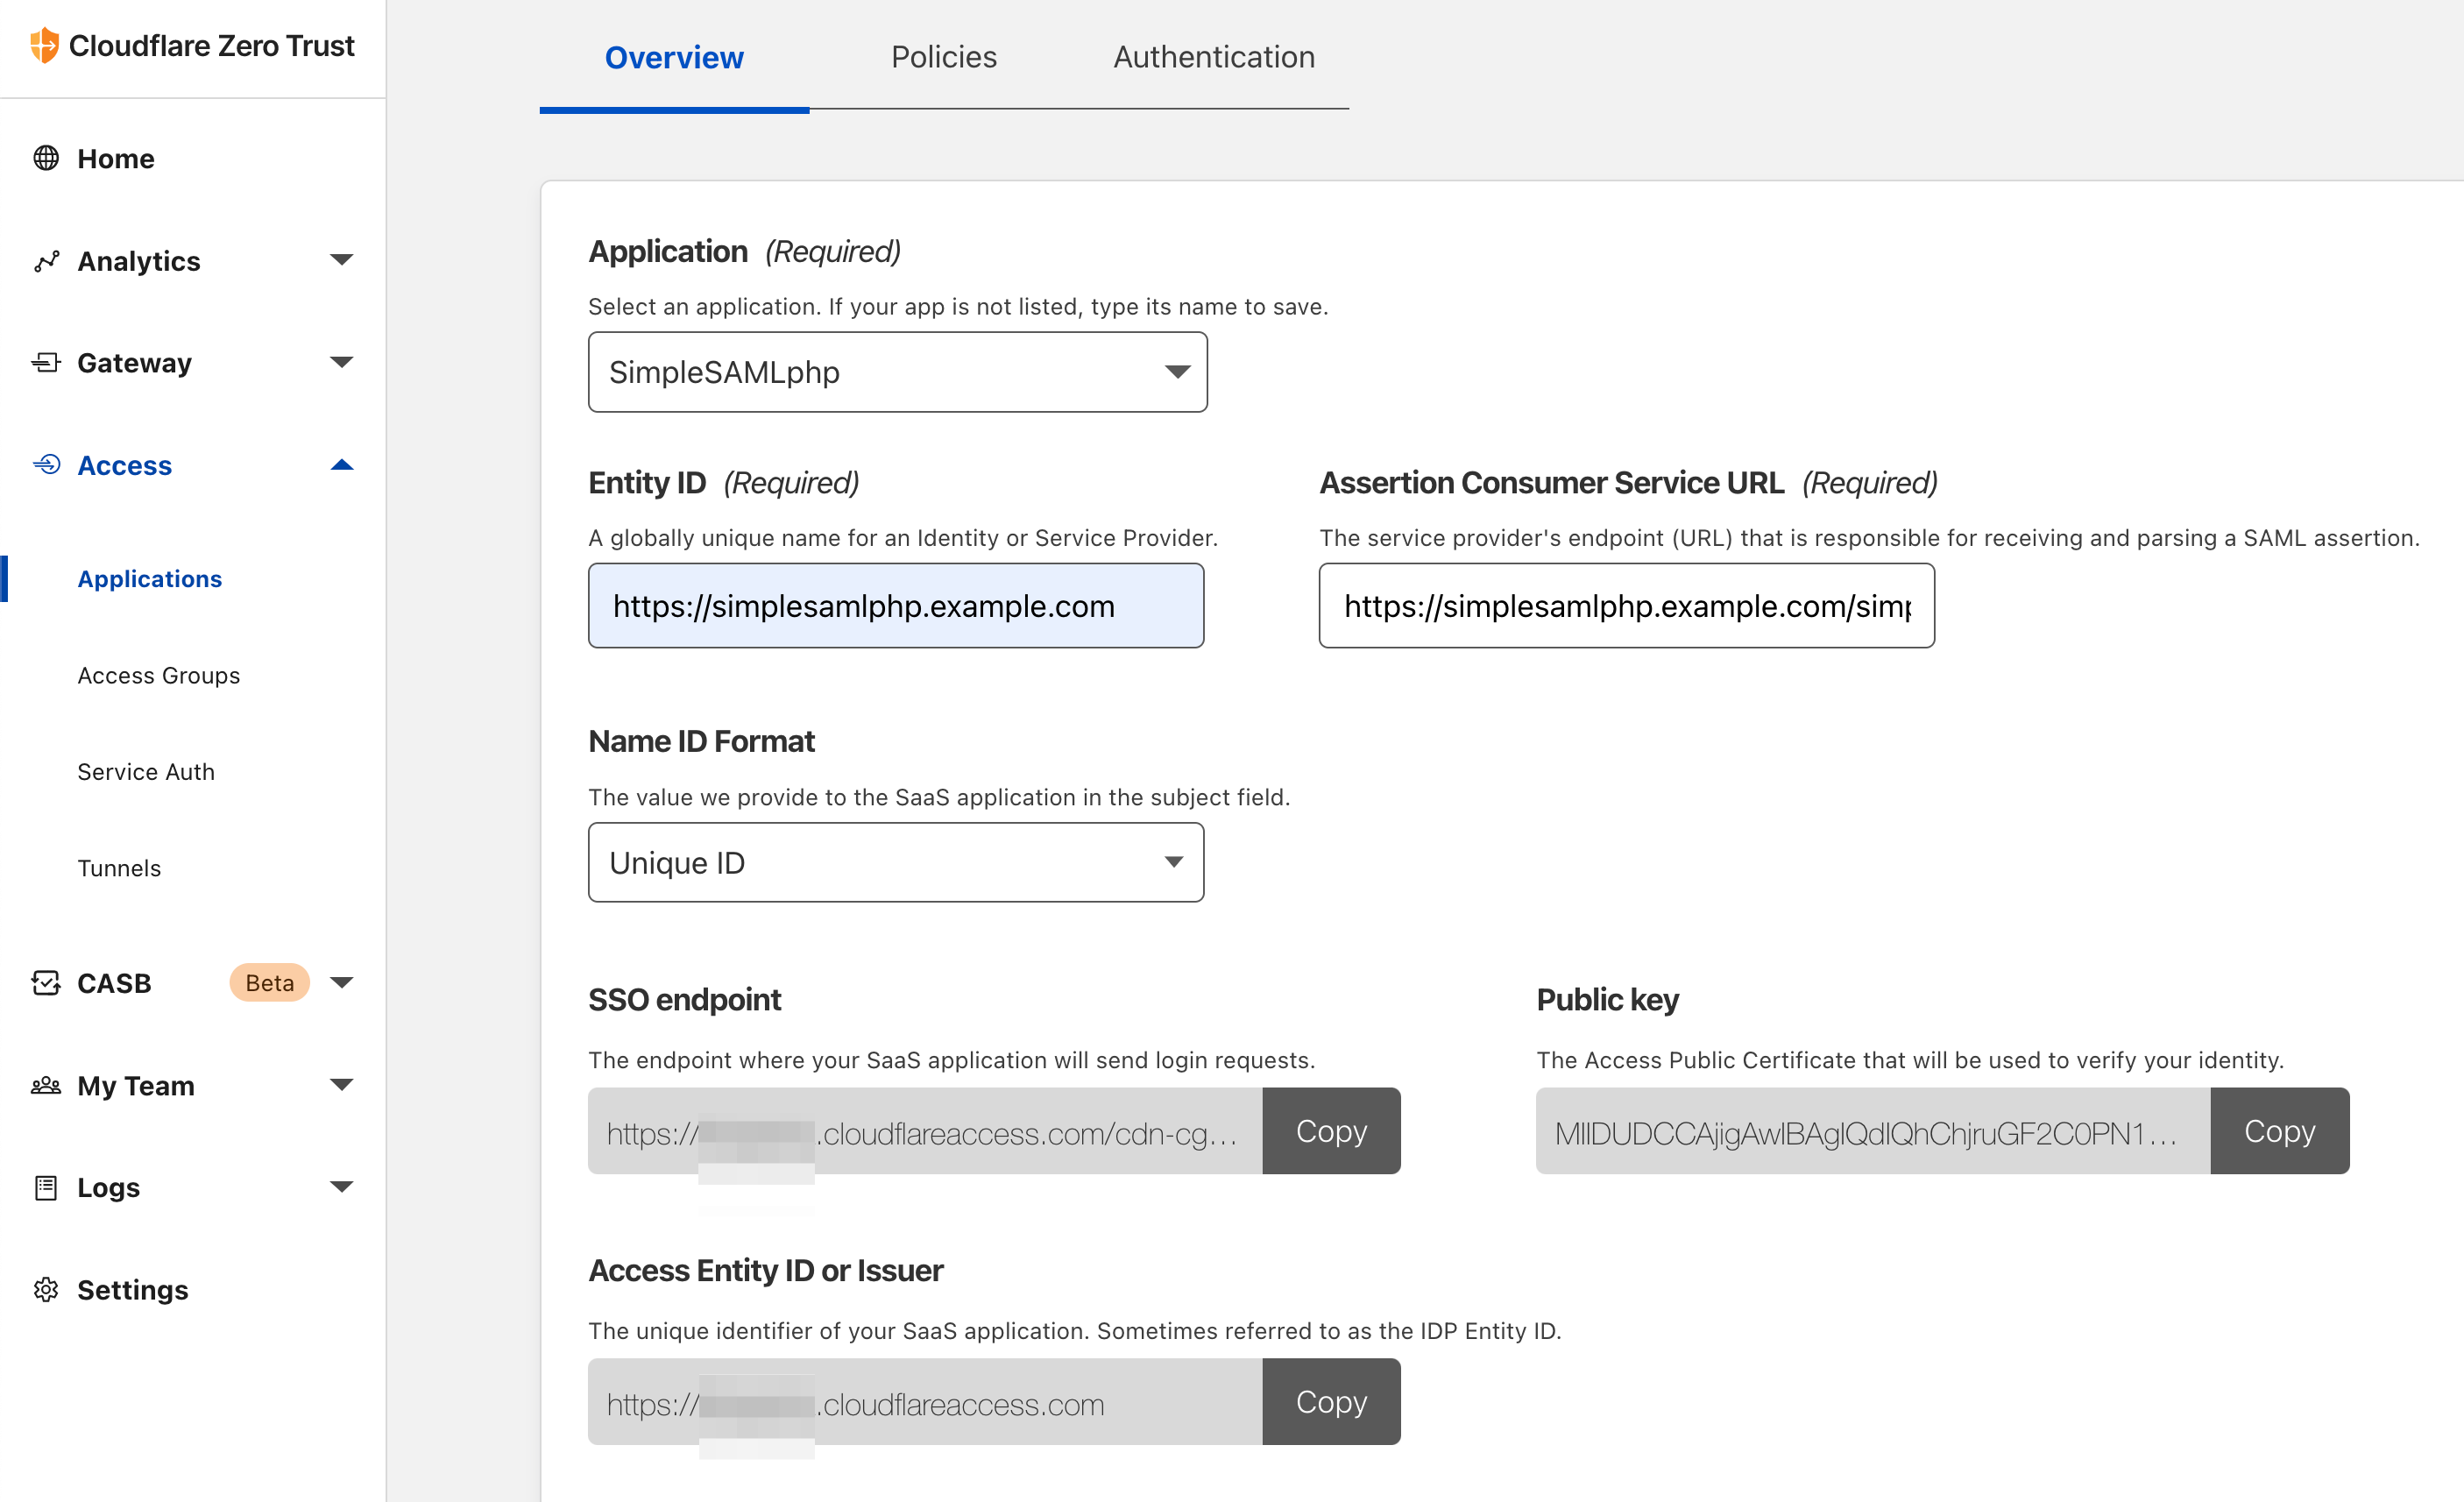 Cloudflare Zero Trust
Home
Analytics
Gateway
Access
Applications
Access Groups
Service Auth
Tunnels
CASB Beta
My Team
Logs
Settings
Overview Policies Authentication
Application (Required)
Select an application. If your app is not listed, type its name to save.
SimpleSAMLphp
Entity ID (Required)
A globally unique name for an Identity or Service Provider.
https://simplesamlphp.example.com
Assertion Consumer Service URL (Required)
The service provider's endpoint (URL) that is responsible for receiving and parsing a SAML assertion.
https://simplesamlphp.example.com/simp
Name ID Format
The value we provide to the SaaS application in the subject field.
Unique ID
SSO endpoint
The endpoint where your SaaS application will send login requests.
https:// .cloudflareaccess.com/cdn-cg... Copy
Public key
The Access Public Certificate that will be used to verify your identity.
MIIDUDCCAjigAwIBAgIQdIQhChjruGF2C0PN1... Copy
Access Entity ID or Issuer
The unique identifier of your SaaS application. Sometimes referred to as the IDP Entity ID.
https:// .cloudflareaccess.com Copy